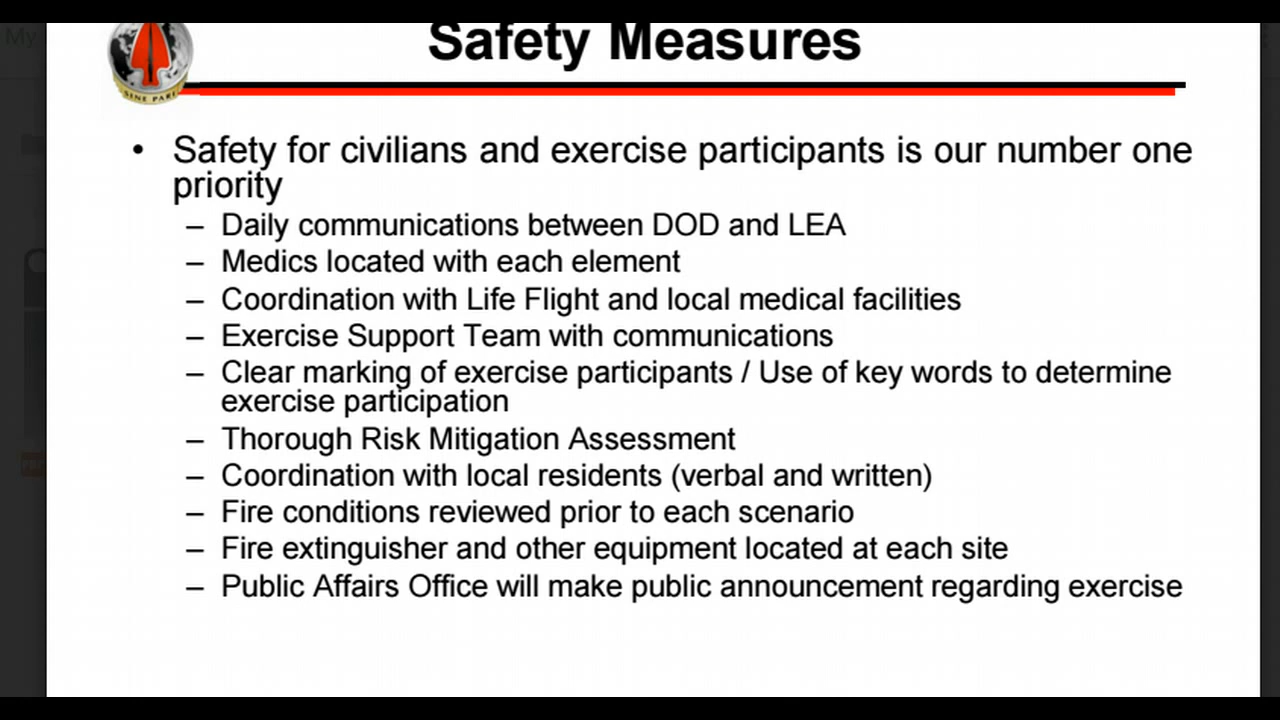 My
Safety Measures
SINE PARI
• Safety for civilians and exercise participants is our number one
priority
– Daily communications between DOD and LEA
– Medics located with each element
– Coordination with Life Flight and local medical facilities
– Exercise Support Team with communications
– Clear marking of exercise participants / Use of key words to determine
exercise participation
– Thorough Risk Mitigation Assessment
– Coordination with local residents (verbal and written)
– Fire conditions reviewed prior to each scenario
– Fire extinguisher and other equipment located at each site
– Public Affairs Office will make public announcement regarding exercise